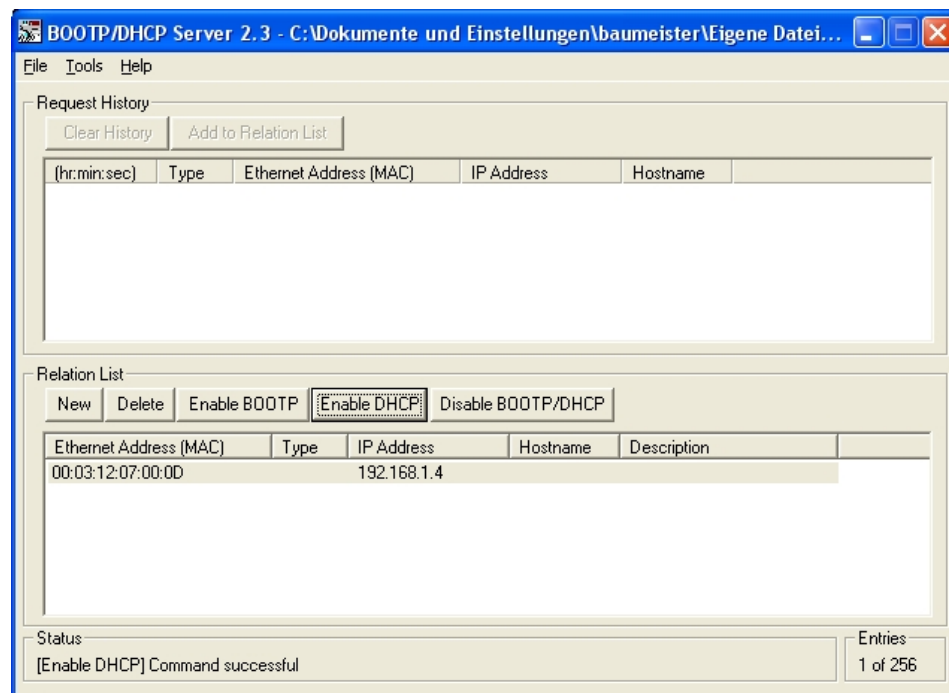 BOOTP/DHCP Server 2.3 - C:\Dokumente und Einstellungen\baumeister\Eigene Datei...
File Tools Help
Request History
Clear History Add to Relation List
(hr:min:sec) Type Ethernet Address (MAC) IP Address Hostname
Relation List
New Delete Enable BOOTP Enable DHCP Disable BOOTP/DHCP
Ethernet Address (MAC) Type IP Address Hostname Description
00:03:12:07:00:0D 192.168.1.4
Status Entries
[Enable DHCP] Command successful 1 of 256